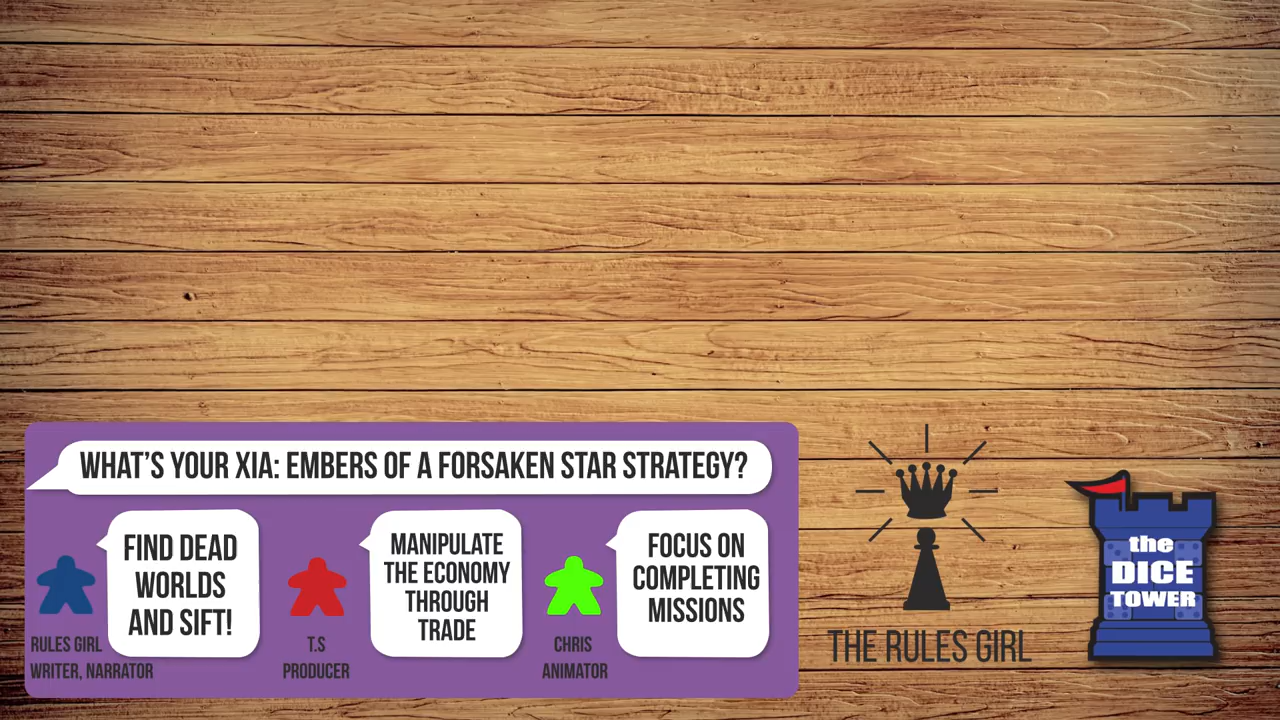 WHAT'S YOUR XIA: EMBERS OF A FORSAKEN STAR STRATEGY?
FIND DEAD
WORLDS
AND SIFT!
RULES GIRL
WRITER, NARRATOR
MANIPULATE
THE ECONOMY
THROUGH
TRADE
T.S
PRODUCER
FOCUS ON
COMPLETING
MISSIONS
CHRIS
ANIMATOR
THE RULES GIRL
the
DICE
TOWER